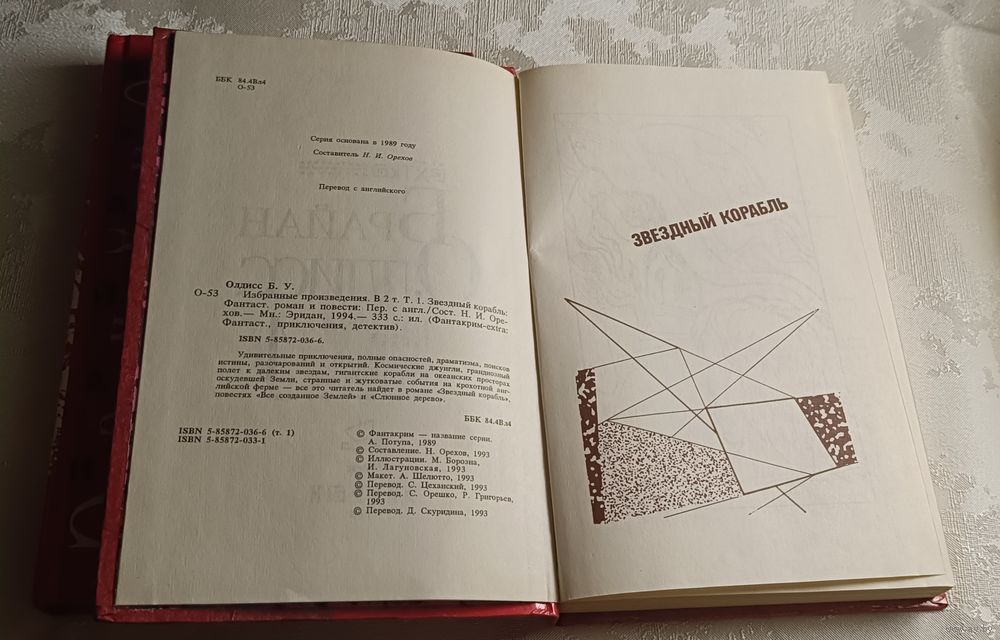 ББК 84.4Вл4
О-53
Серия основана в 1989 году
Составитель Н. И. Орехов
Перевод с английского
Олдисс Б. У.
О-53 Избранные произведения. В 2 т. Т. 1. Звездный корабль:
Фантаст. роман и повести: Пер. с англ./Сост. Н. И. Оре-
хов.— Мн.: Эридан, 1994.— 333 с.: ил. (Фантакрим-extra:
Фантаст., приключения, детектив).
ISBN 5-85872-036-6.
Удивительные приключения, полные опасностей, драматизма, поисков
истины, разочарований и открытий. Космические джунгли, грандиозный
полет к далеким звездам, гигантские корабли на океанских просторах
оскудевшей Земли, странные и жутковатые события на крохотной анг-
лийской ферме — все это читатель найдет в романе «Звездный корабль»,
повестях «Все созданное Землей» и «Слюнное дерево».
ББК 84.4Вл4
ISBN 5-85872-036-6 (т. 1)
ISBN 5-85872-033-1
© Фантакрим — название серии.
А. Потупа, 1989
© Составление. Н. Орехов, 1993
© Иллюстрации. М. Борозна,
И. Лагуновская, 1993
© Макет. А. Шелютто, 1993
© Перевод. С. Цеханский, 1993
© Перевод. С. Орешко, Р. Григорьев,
1993
© Перевод. Д. Скуридина, 1993
ЗВЕЗДНЫЙ КОРАБЛЬ